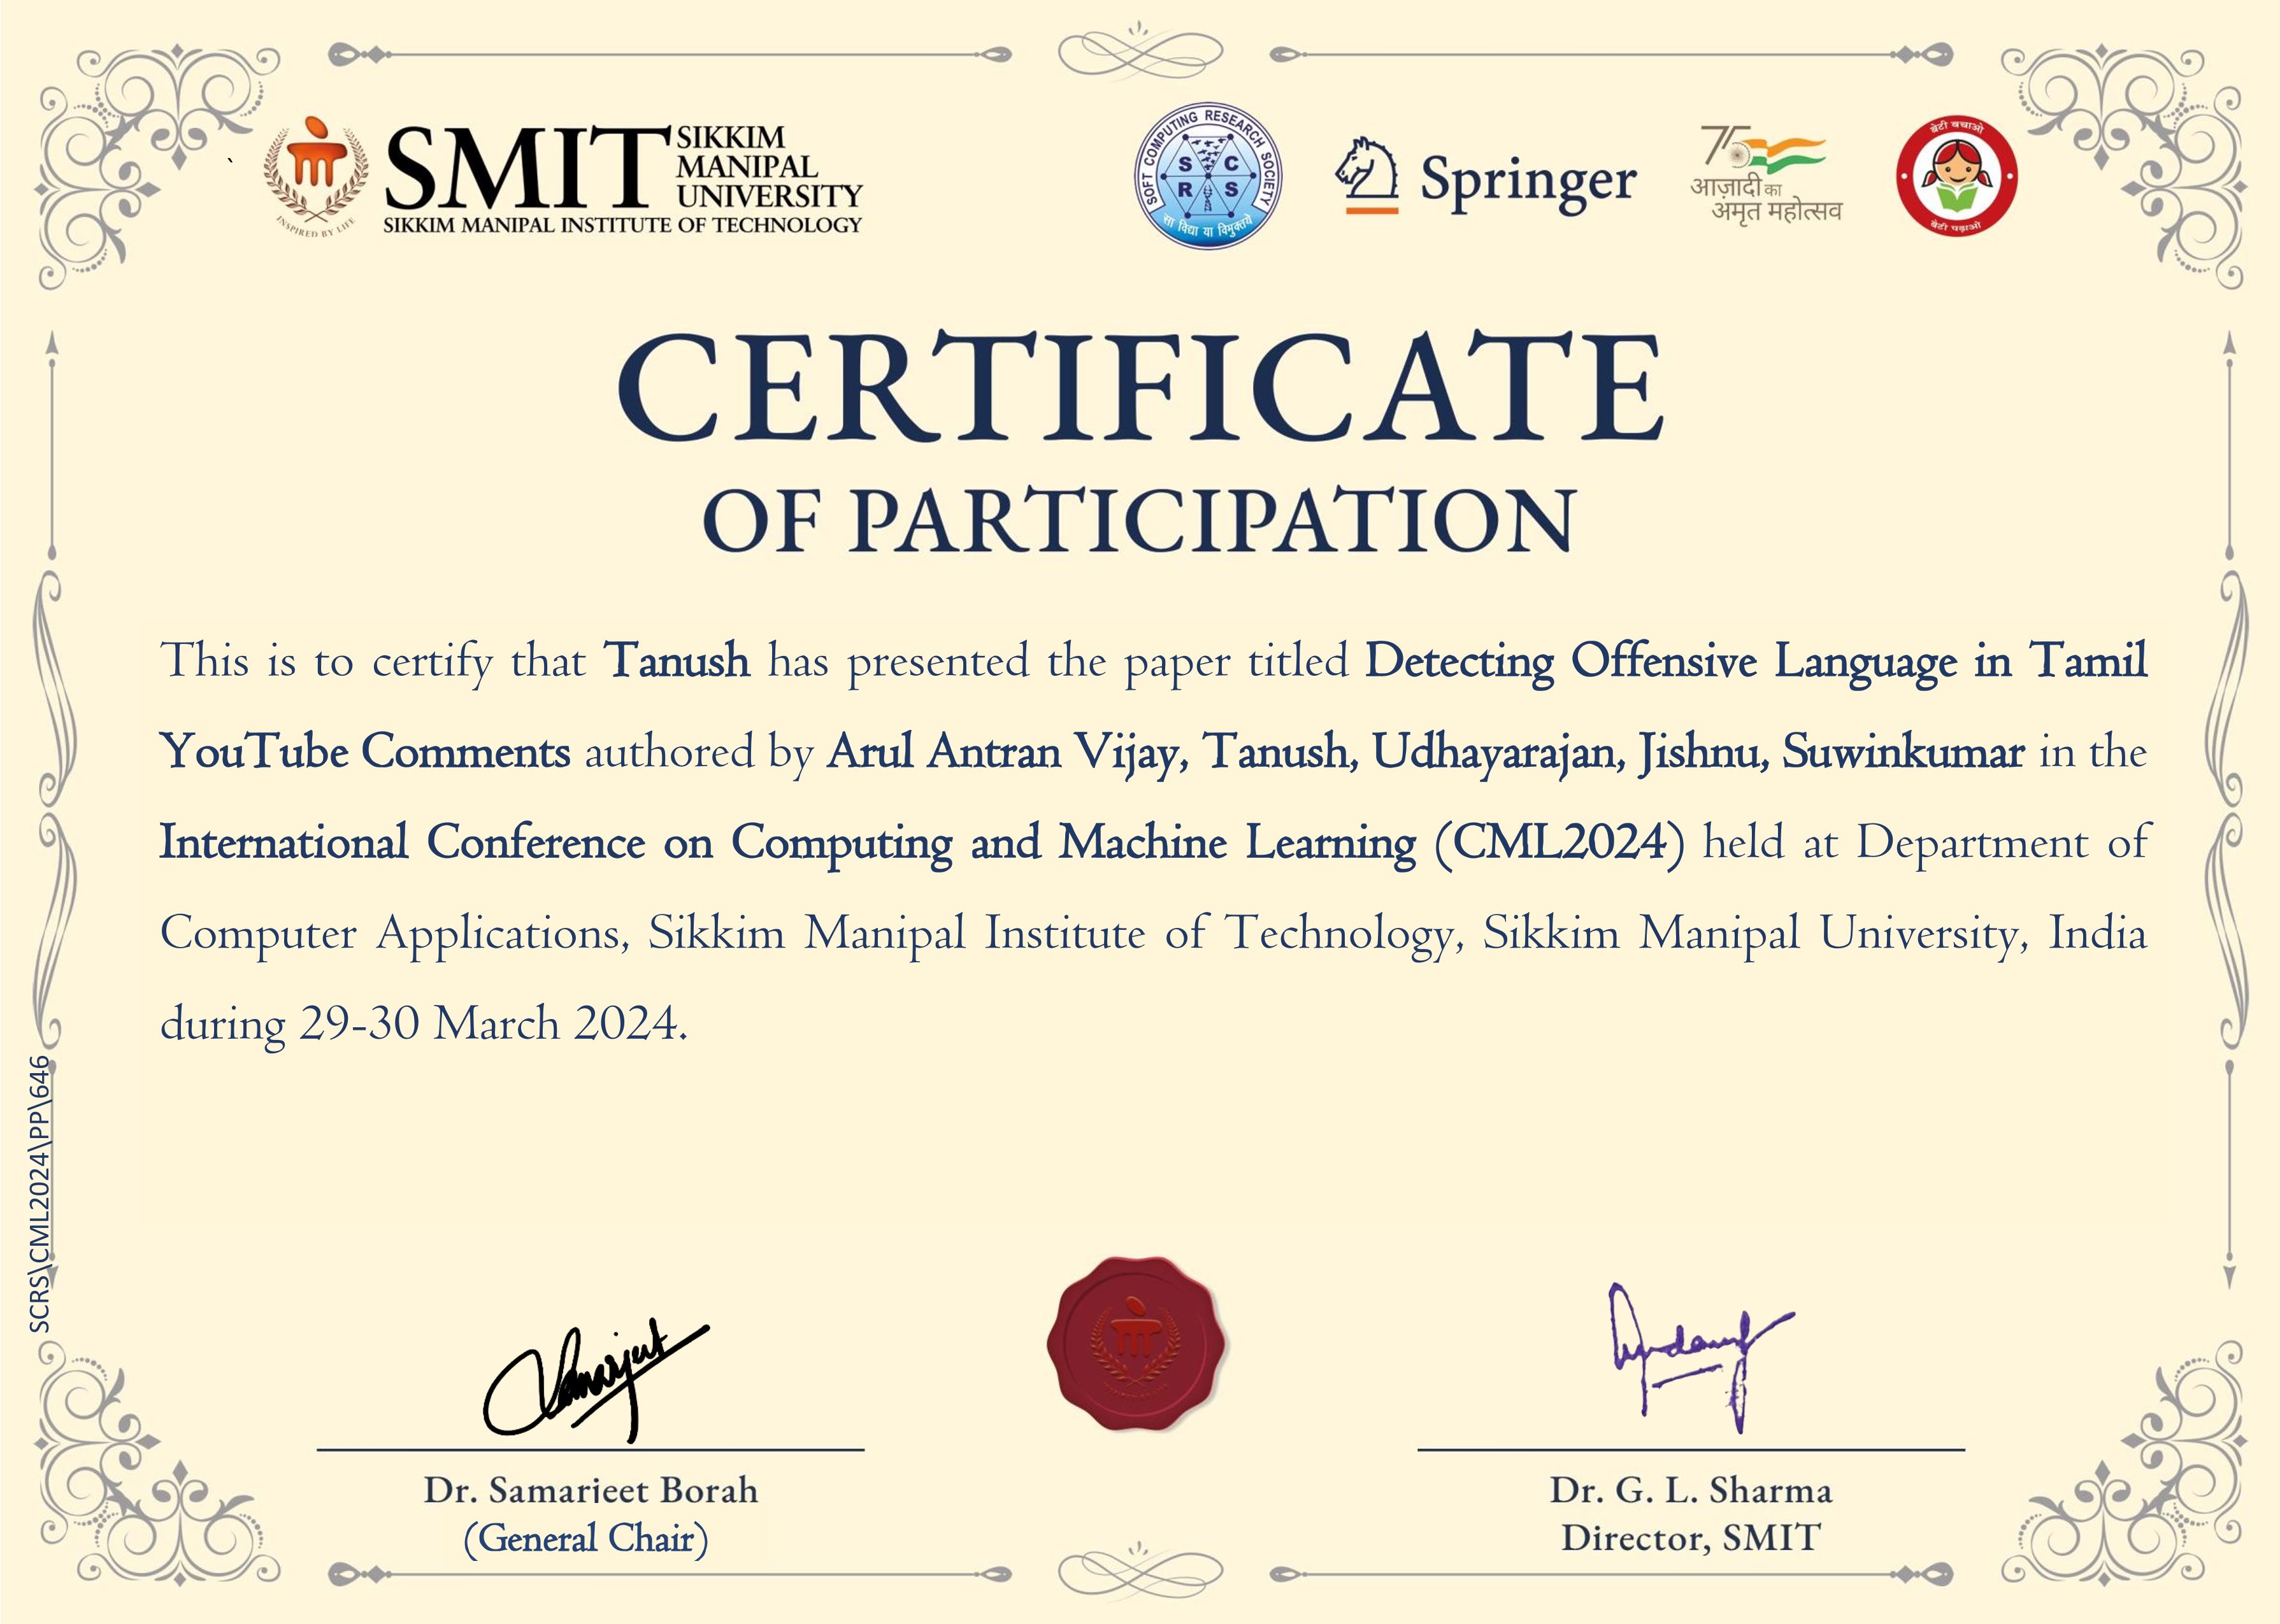 SMIT
SIKKIM
MANIPAL
UNIVERSITY
SIKKIM MANIPAL INSTITUTE OF TECHNOLOGY
INSPIRED BY LIFE
SOFT COMPUTING RESEARCH SOCIETY
S C
R S
सा विद्या या विमुक्तये
Springer
75
आज़ादी का
अमृत महोत्सव
बेटी बचाओ
बेटी पढ़ाओ
CERTIFICATE
OF PARTICIPATION
This is to certify that Tanush has presented the paper titled Detecting Offensive Language in Tamil
YouTube Comments authored by Arul Antran Vijay, Tanush, Udhayarajan, Jishnu, Suwinkumar in the
International Conference on Computing and Machine Learning (CML2024) held at Department of
Computer Applications, Sikkim Manipal Institute of Technology, Sikkim Manipal University, India
during 29-30 March 2024.
SCRS\CML2024\PP\646
Dr. Samarjeet Borah
(General Chair)
Dr. G. L. Sharma
Director, SMIT